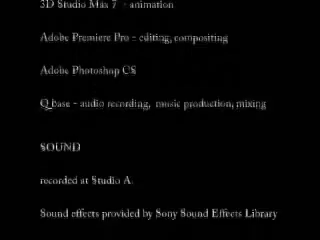 3D Studio Max 7 - animation
Adobe Premiere Pro - editing, compositing
Adobe Photoshop CS
Q_base - audio recording, music production, mixing
SOUND
recorded at Studio A.
Sound effects provided by Sony Sound Effects Library